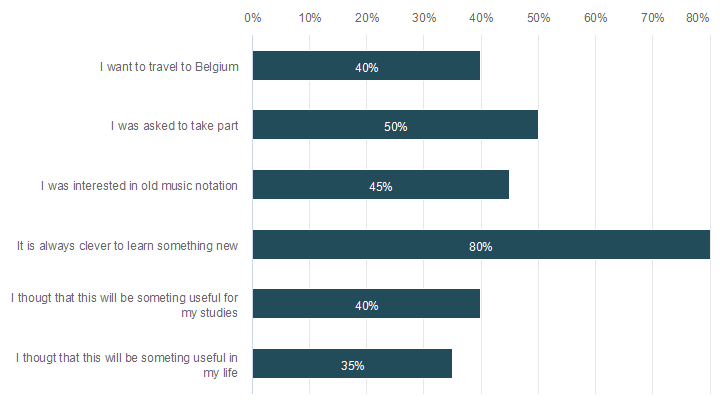 0% 10% 20% 30% 40% 50% 60% 70% 80%
I want to travel to Belgium 40%
I was asked to take part 50%
I was interested in old music notation 45%
It is always clever to learn something new 80%
I thougt that this will be someting useful for
my studies 40%
I thougt that this will be someting useful in
my life 35%